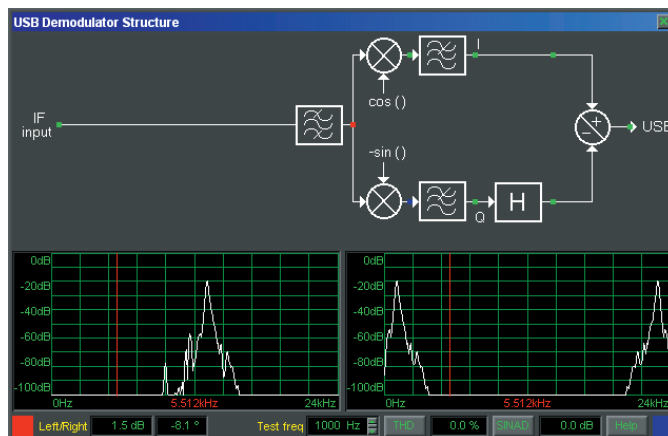 USB Demodulator Structure
I
cos ()
IF
input
USB
-sin ()
Q
H
0dB
-20dB
-40dB
-60dB
-80dB
-100dB
0Hz 5.512kHz 24kHz
0dB
-20dB
-40dB
-60dB
-80dB
-100dB
0Hz 5.512kHz 24kHz
Left/Right 1.5 dB -8.1 ° Test freq 1000 Hz THD 0.0 % SINAD 0.0 dB Help